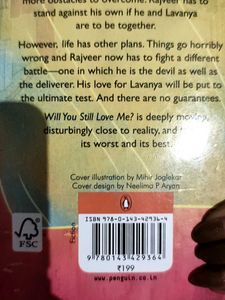 more obstacles to overcome. Rajveer has to
stand against his own if he and Lavanya
are to be together.
However, life has other plans. Things go horribly
wrong and Rajveer now has to fight a different
battle—one in which he is the devil as well as
the deliverer. His love for Lavanya will be put to
the ultimate test. And there are no guarantees.
Will You Still Love Me? is deeply moving,
disturbingly close to reality, and
its worst and its best.
Cover illustration by Mihir Joglekar
Cover design by Neelima P Aryan
FSC
Fiction
ISBN 978-0-143-42936-4
9 780143 429364
₹199
www.penguin.co.in